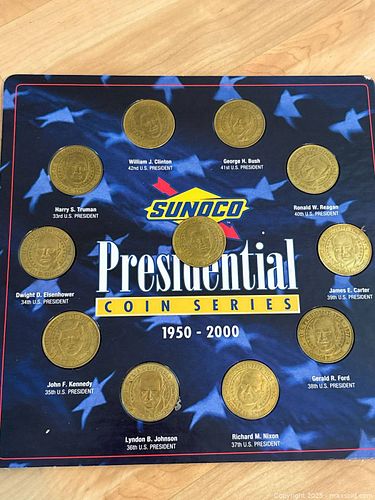 William J. Clinton
42nd U.S. PRESIDENT
George H. Bush
41st U.S. PRESIDENT
Harry S. Truman
33rd U.S. PRESIDENT
Ronald W. Reagan
40th U.S. PRESIDENT
SUNOCO
Presidential
COIN SERIES
1950 - 2000
Dwight D. Eisenhower
34th U.S. PRESIDENT
James E. Carter
39th U.S. PRESIDENT
John F. Kennedy
35th U.S. PRESIDENT
Gerald R. Ford
38th U.S. PRESIDENT
Lyndon B. Johnson
36th U.S. PRESIDENT
Richard M. Nixon
37th U.S. PRESIDENT